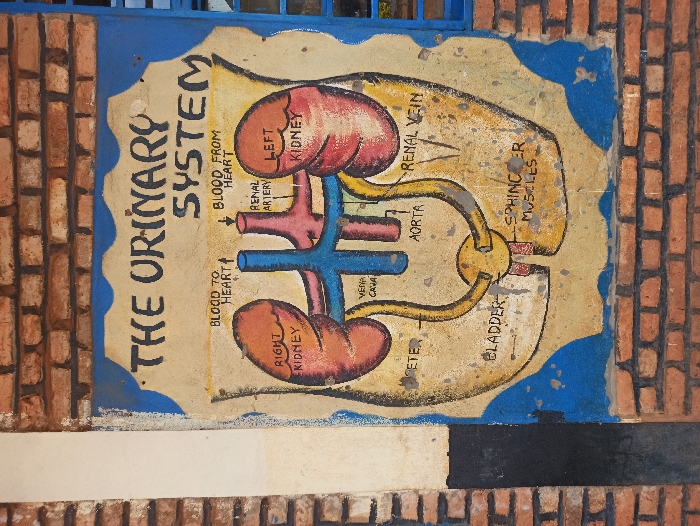 THE URINARY
SYSTEM
BLOOD TO
HEART
BLOOD FROM
HEART
RENAL
ARTERY
RIGHT
KIDNEY
LEFT
KIDNEY
VENA
CAVA
AORTA
RENAL VEIN
BLADDER
SPHINCTER
MUSCLES